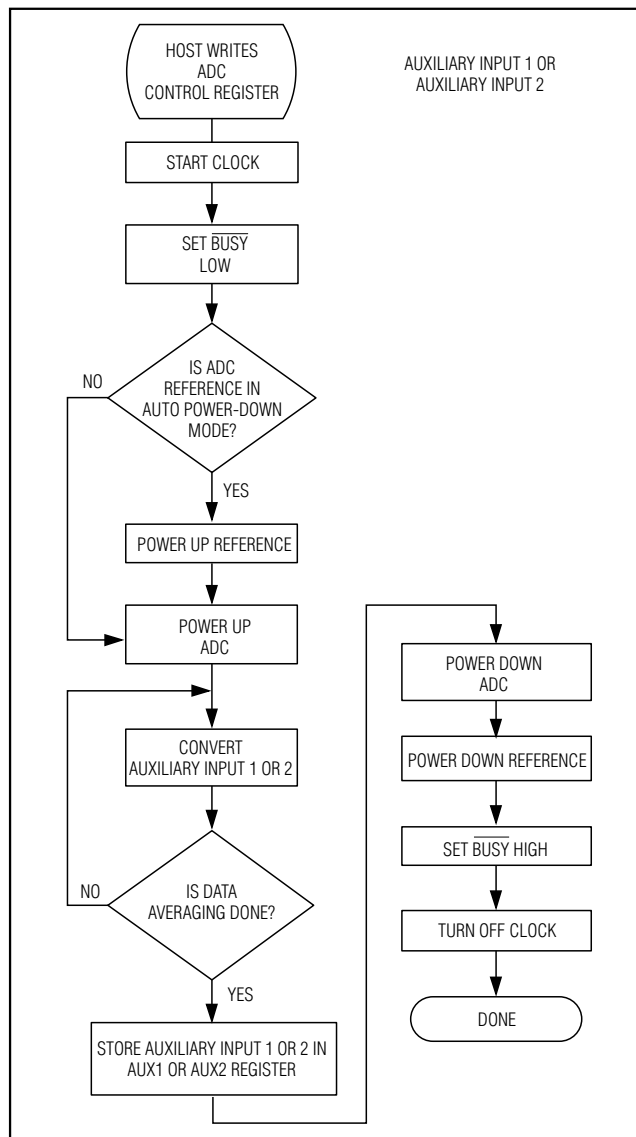 HOST WRITES
ADC
CONTROL REGISTER
AUXILIARY INPUT 1 OR
AUXILIARY INPUT 2
START CLOCK
SET B̅U̅S̅Y̅
LOW
IS ADC
REFERENCE IN
AUTO POWER-DOWN
MODE?
NO
YES
POWER UP REFERENCE
POWER UP
ADC
CONVERT
AUXILIARY INPUT 1 OR 2
IS DATA
AVERAGING DONE?
NO
YES
STORE AUXILIARY INPUT 1 OR 2 IN
AUX1 OR AUX2 REGISTER
POWER DOWN
ADC
POWER DOWN REFERENCE
SET B̅U̅S̅Y̅ HIGH
TURN OFF CLOCK
DONE